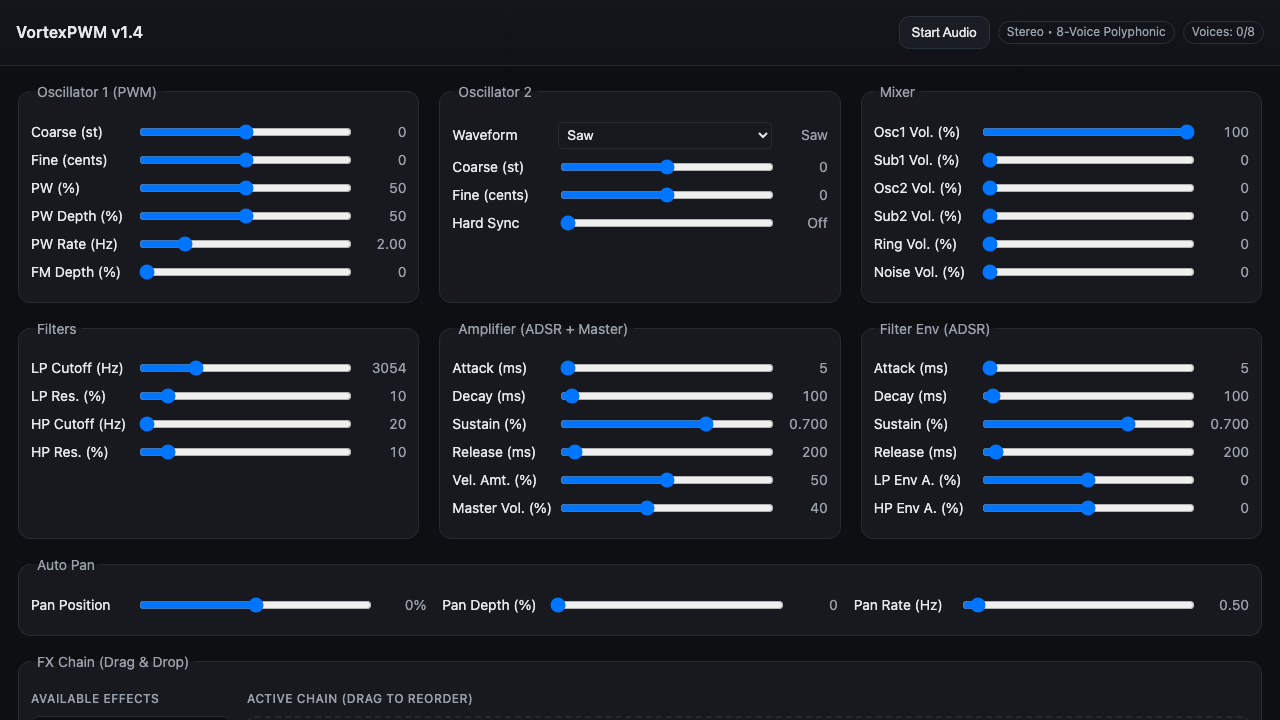 VortexPWM v1.4
Start Audio
Stereo • 8-Voice Polyphonic
Voices: 0/8
Oscillator 1 (PWM)
Coarse (st) 0
Fine (cents) 0
PW (%) 50
PW Depth (%) 50
PW Rate (Hz) 2.00
FM Depth (%) 0
Oscillator 2
Waveform Saw Saw
Coarse (st) 0
Fine (cents) 0
Hard Sync Off
Mixer
Osc1 Vol. (%) 100
Sub1 Vol. (%) 0
Osc2 Vol. (%) 0
Sub2 Vol. (%) 0
Ring Vol. (%) 0
Noise Vol. (%) 0
Filters
LP Cutoff (Hz) 3054
LP Res. (%) 10
HP Cutoff (Hz) 20
HP Res. (%) 10
Amplifier (ADSR + Master)
Attack (ms) 5
Decay (ms) 100
Sustain (%) 0.700
Release (ms) 200
Vel. Amt. (%) 50
Master Vol. (%) 40
Filter Env (ADSR)
Attack (ms) 5
Decay (ms) 100
Sustain (%) 0.700
Release (ms) 200
LP Env A. (%) 0
HP Env A. (%) 0
Auto Pan
Pan Position 0% Pan Depth (%) 0 Pan Rate (Hz) 0.50
FX Chain (Drag & Drop)
AVAILABLE EFFECTS
ACTIVE CHAIN (DRAG TO REORDER)